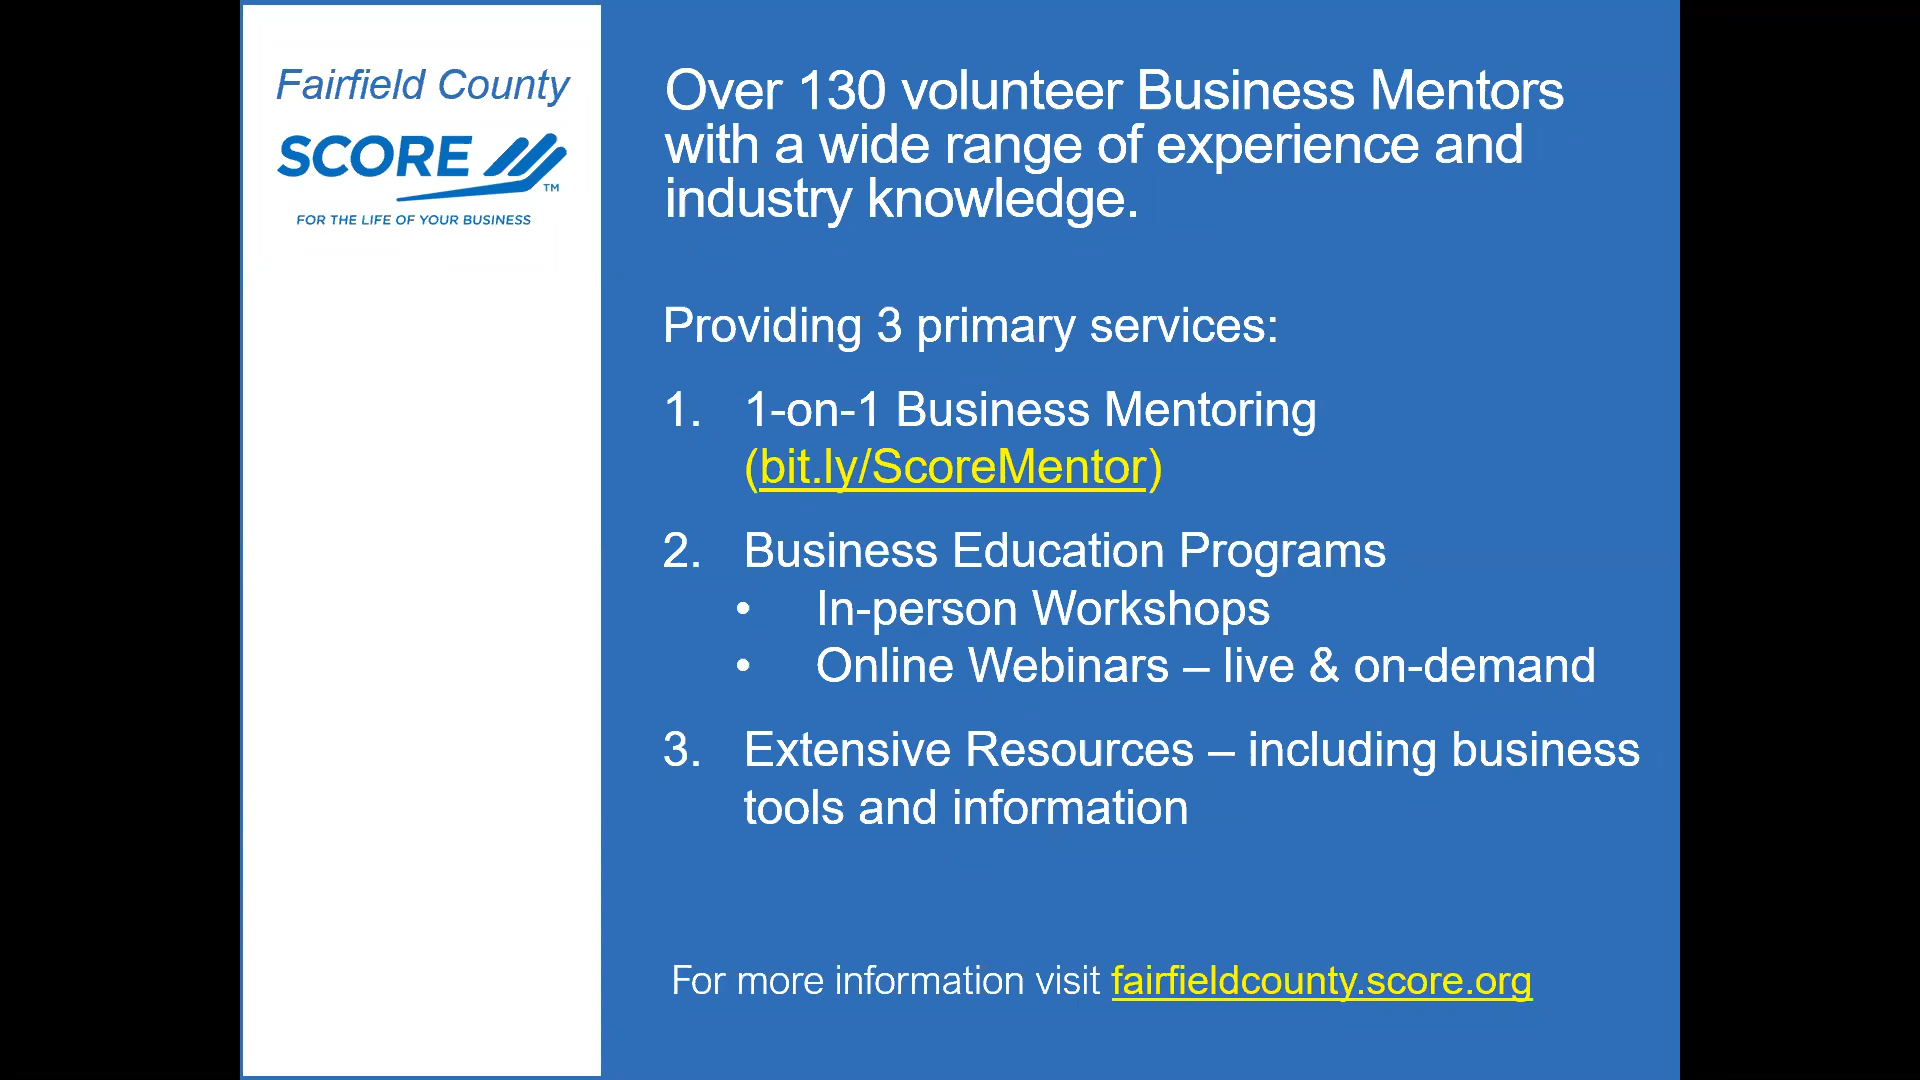 Fairfield County
SCORE
TM
FOR THE LIFE OF YOUR BUSINESS
Over 130 volunteer Business Mentors
with a wide range of experience and
industry knowledge.
Providing 3 primary services:
1. 1-on-1 Business Mentoring
(bit.ly/ScoreMentor)
2. Business Education Programs
• In-person Workshops
• Online Webinars – live & on-demand
3. Extensive Resources – including business
tools and information
For more information visit fairfieldcounty.score.org